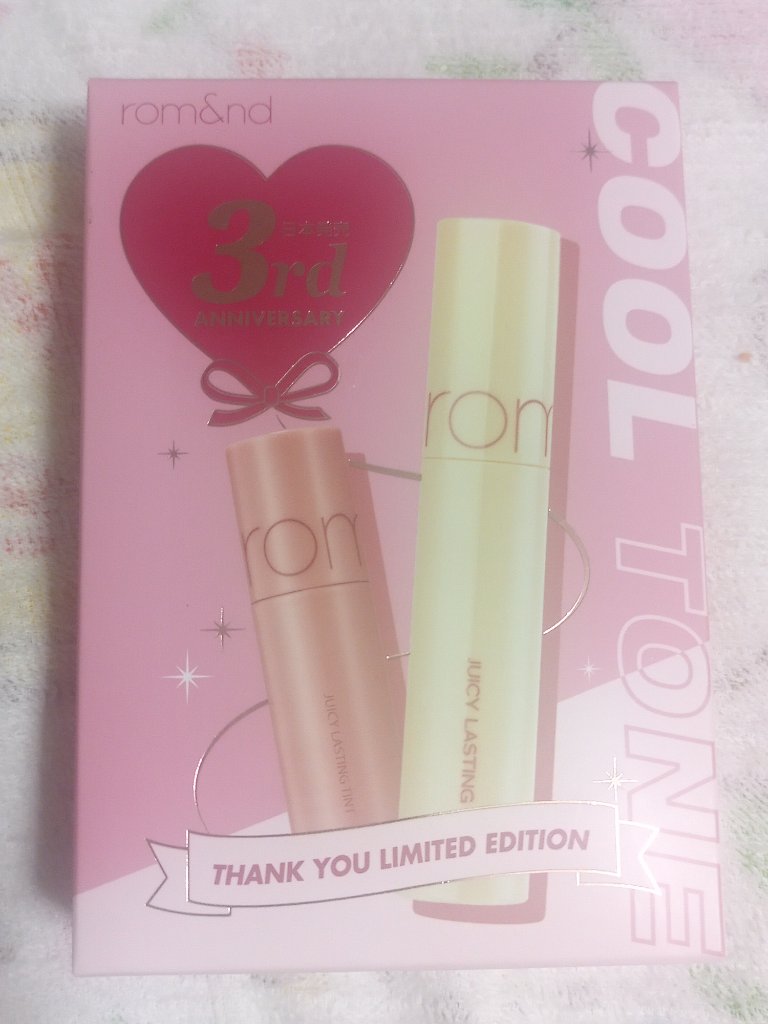 rom&nd
日本発売
3rd
ANNIVERSARY
COOL TONE
rom
rom
JUICY LASTING TINT
JUICY LASTING
THANK YOU LIMITED EDITION